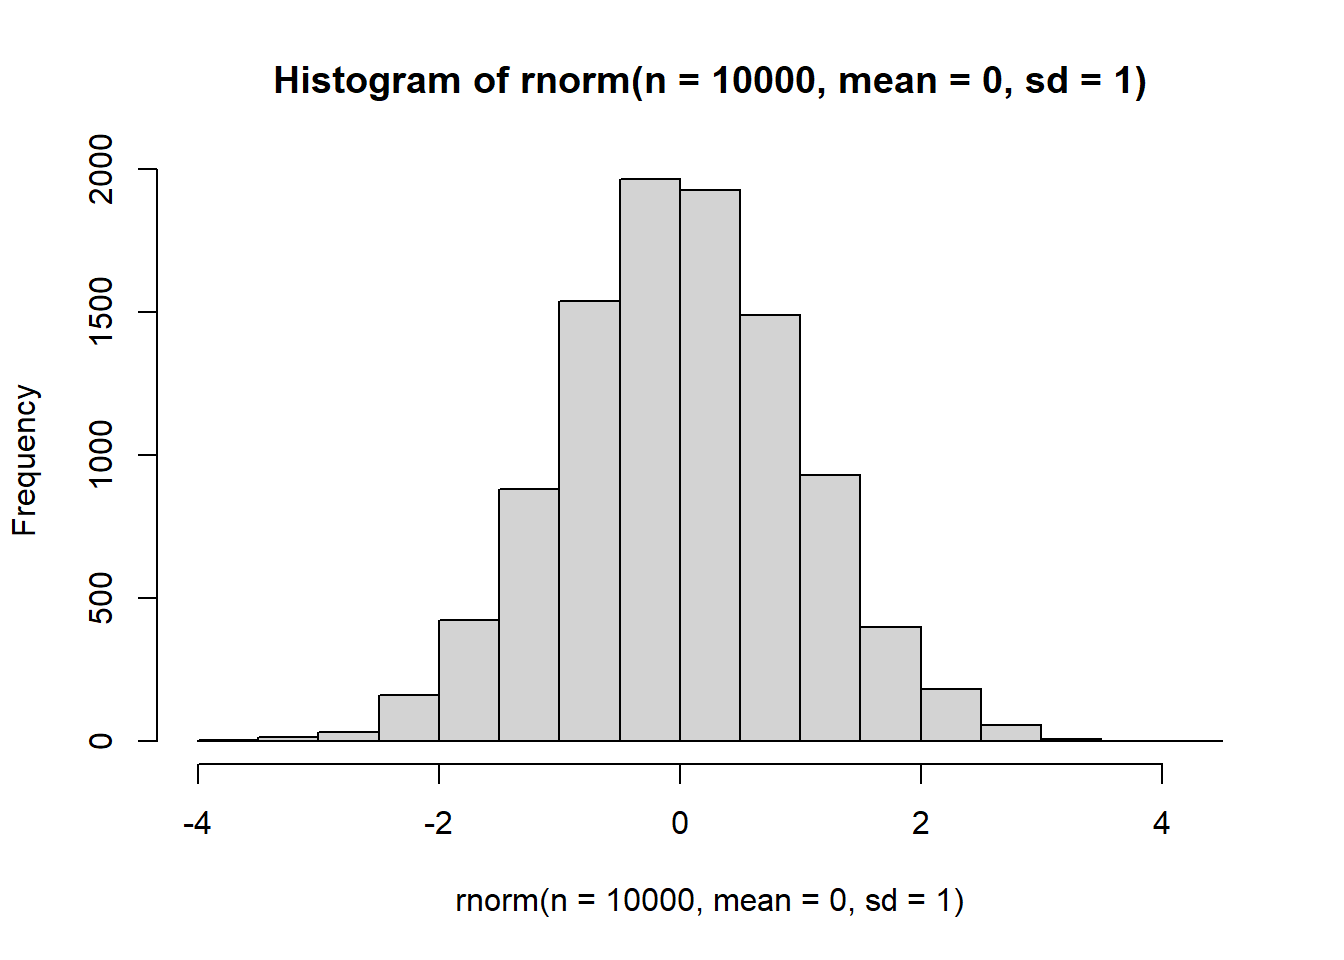 Histogram of rnorm(n = 10000, mean = 0, sd = 1)
2000
1500
1000
500
0
Frequency
-4 -2 0 2 4
rnorm(n = 10000, mean = 0, sd = 1)